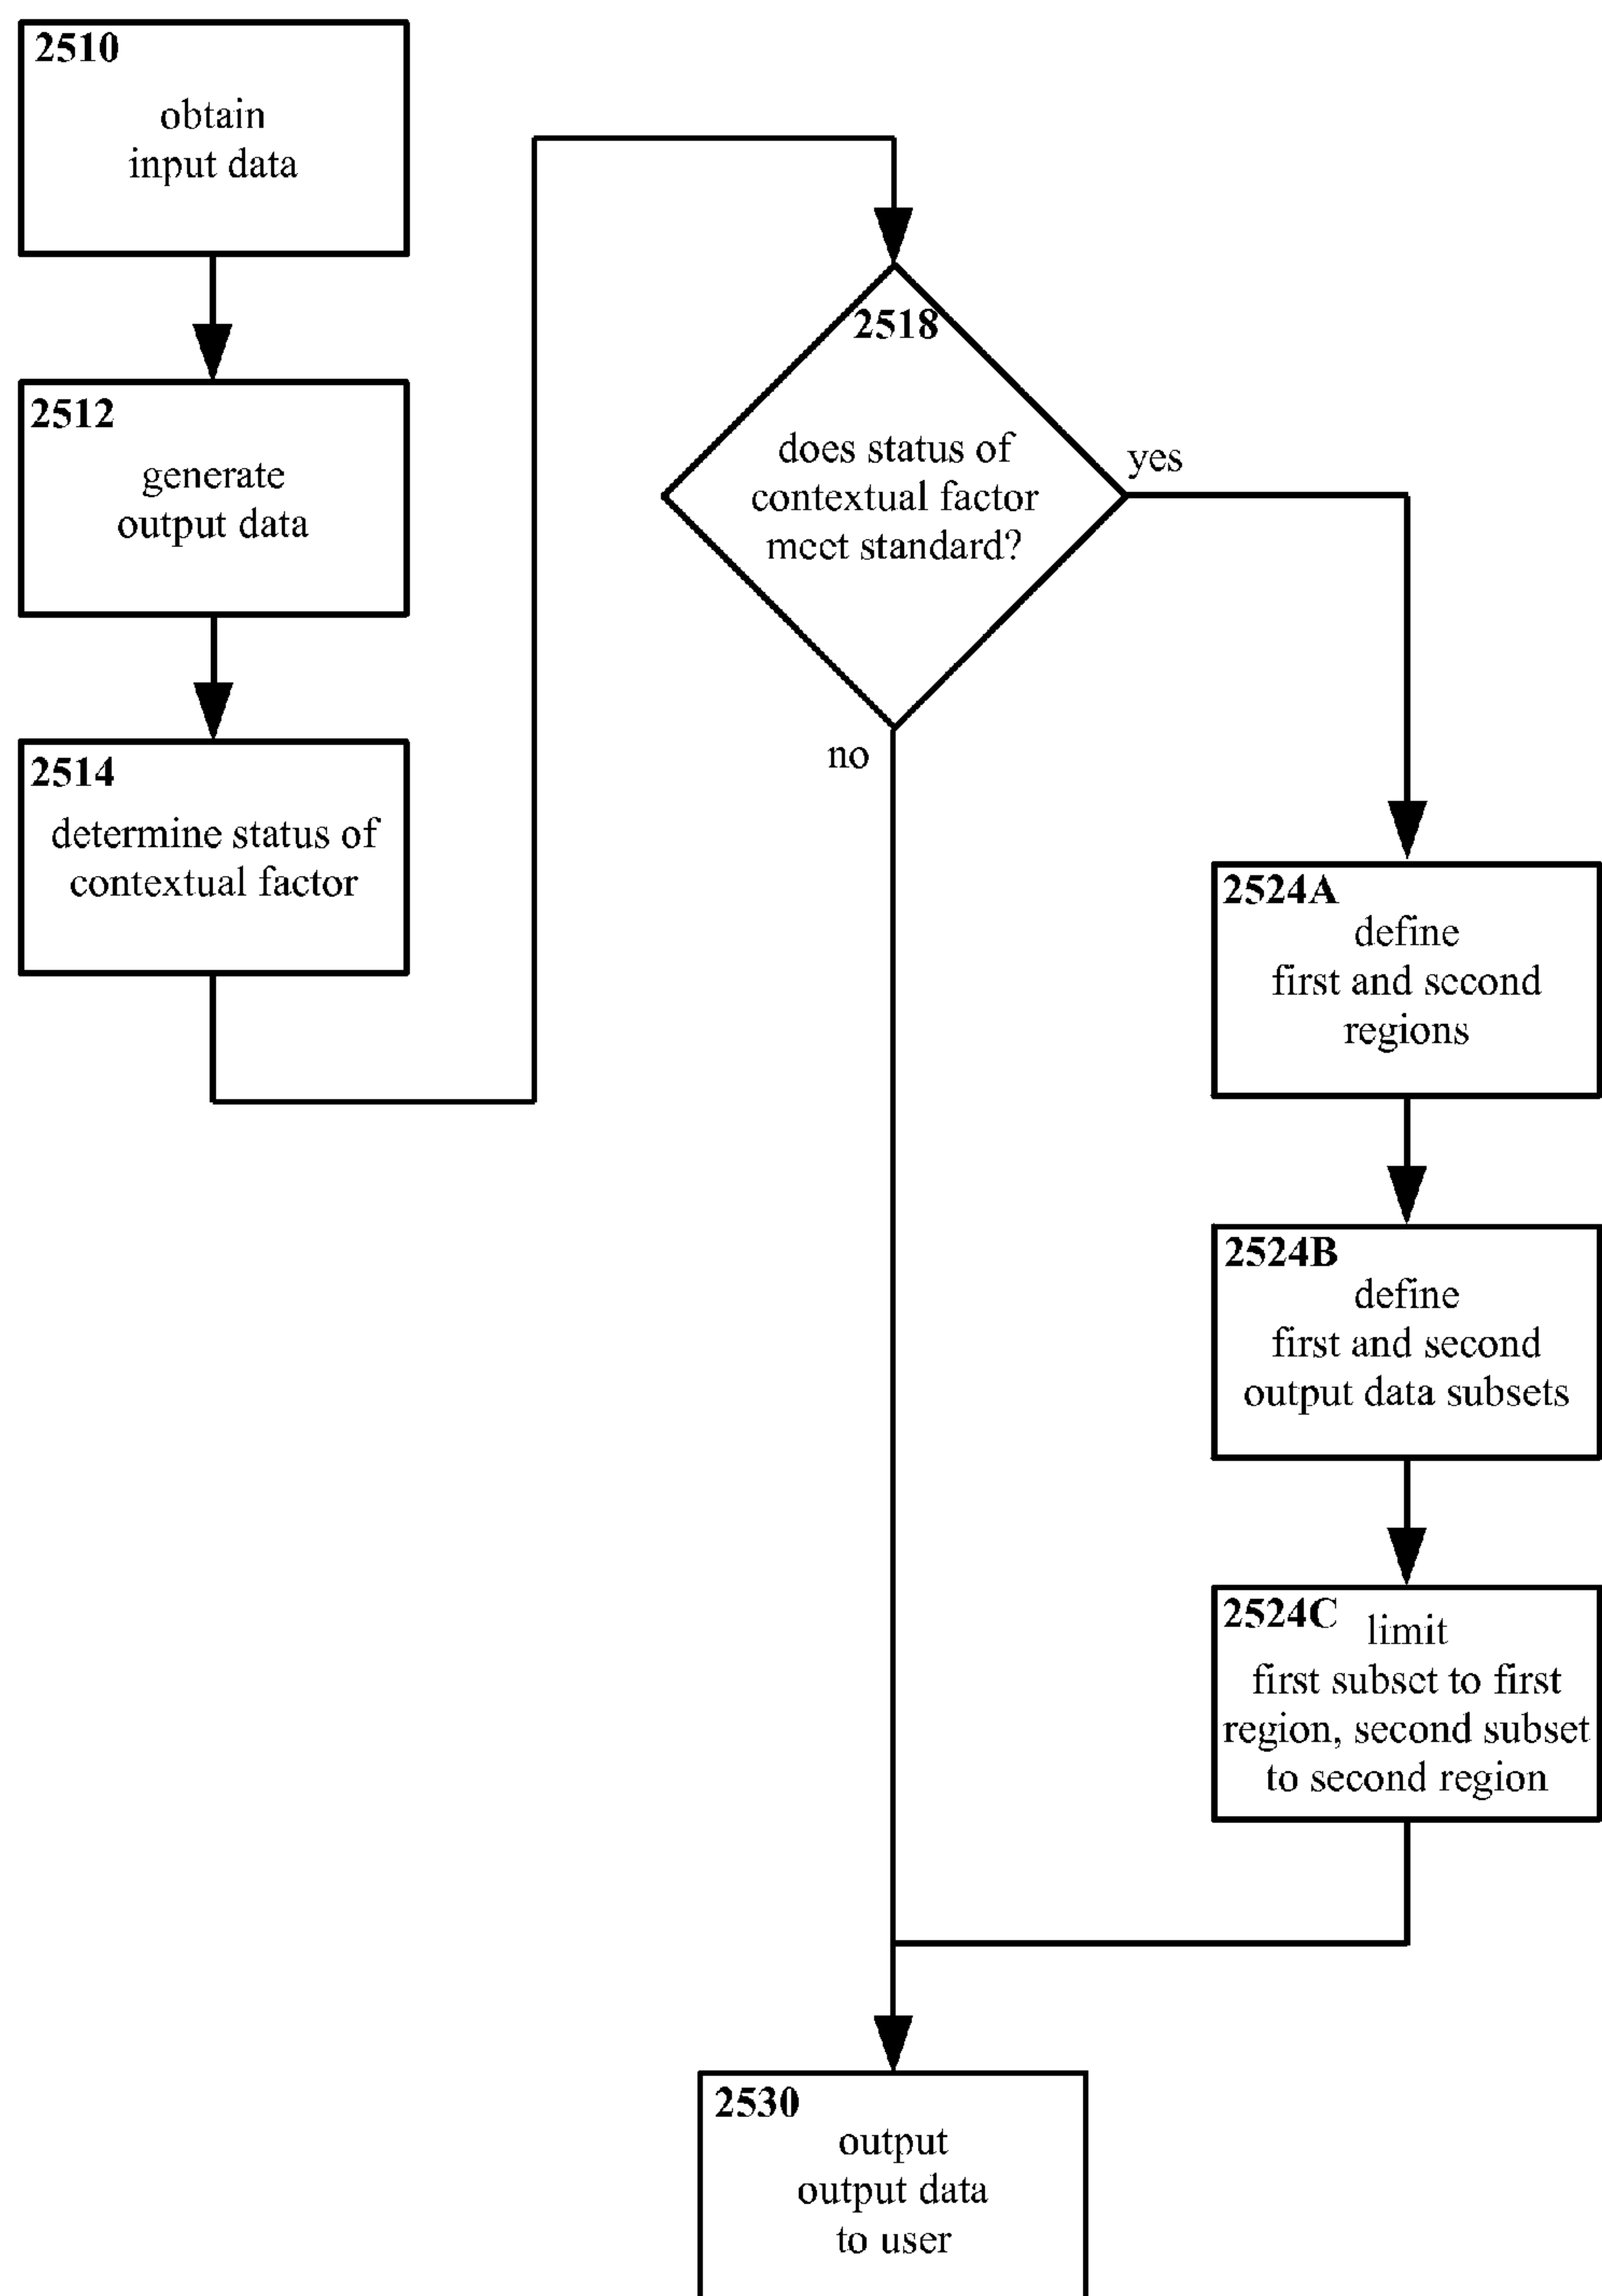 2510
obtain
input data
2512
generate
output data
2514
determine status of
contextual factor
2518
does status of
contextual factor
meet standard?
yes
no
2524A
define
first and second
regions
2524B
define
first and second
output data subsets
2524C
limit
first subset to first
region, second subset
to second region
2530
output
output data
to user